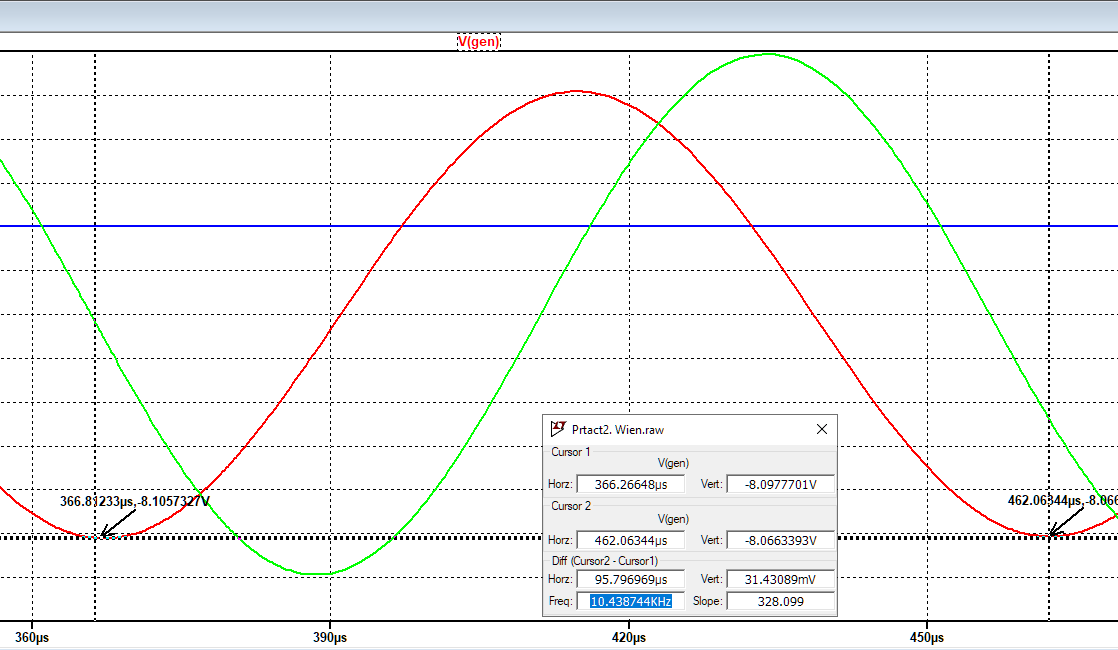 V(gen)
366.81233µs,-8.1057327V
462.06344µs,-8.066
Prtact2. Wien.raw
Cursor 1
V(gen)
Horz: 366.26648µs Vert: -8.0977701V
Cursor 2
V(gen)
Horz: 462.06344µs Vert: -8.0663393V
Diff (Cursor2 - Cursor1)
Horz: 95.796969µs Vert: 31.43089mV
Freq: 10.438744KHz Slope: 328.099
360µs 390µs 420µs 450µs